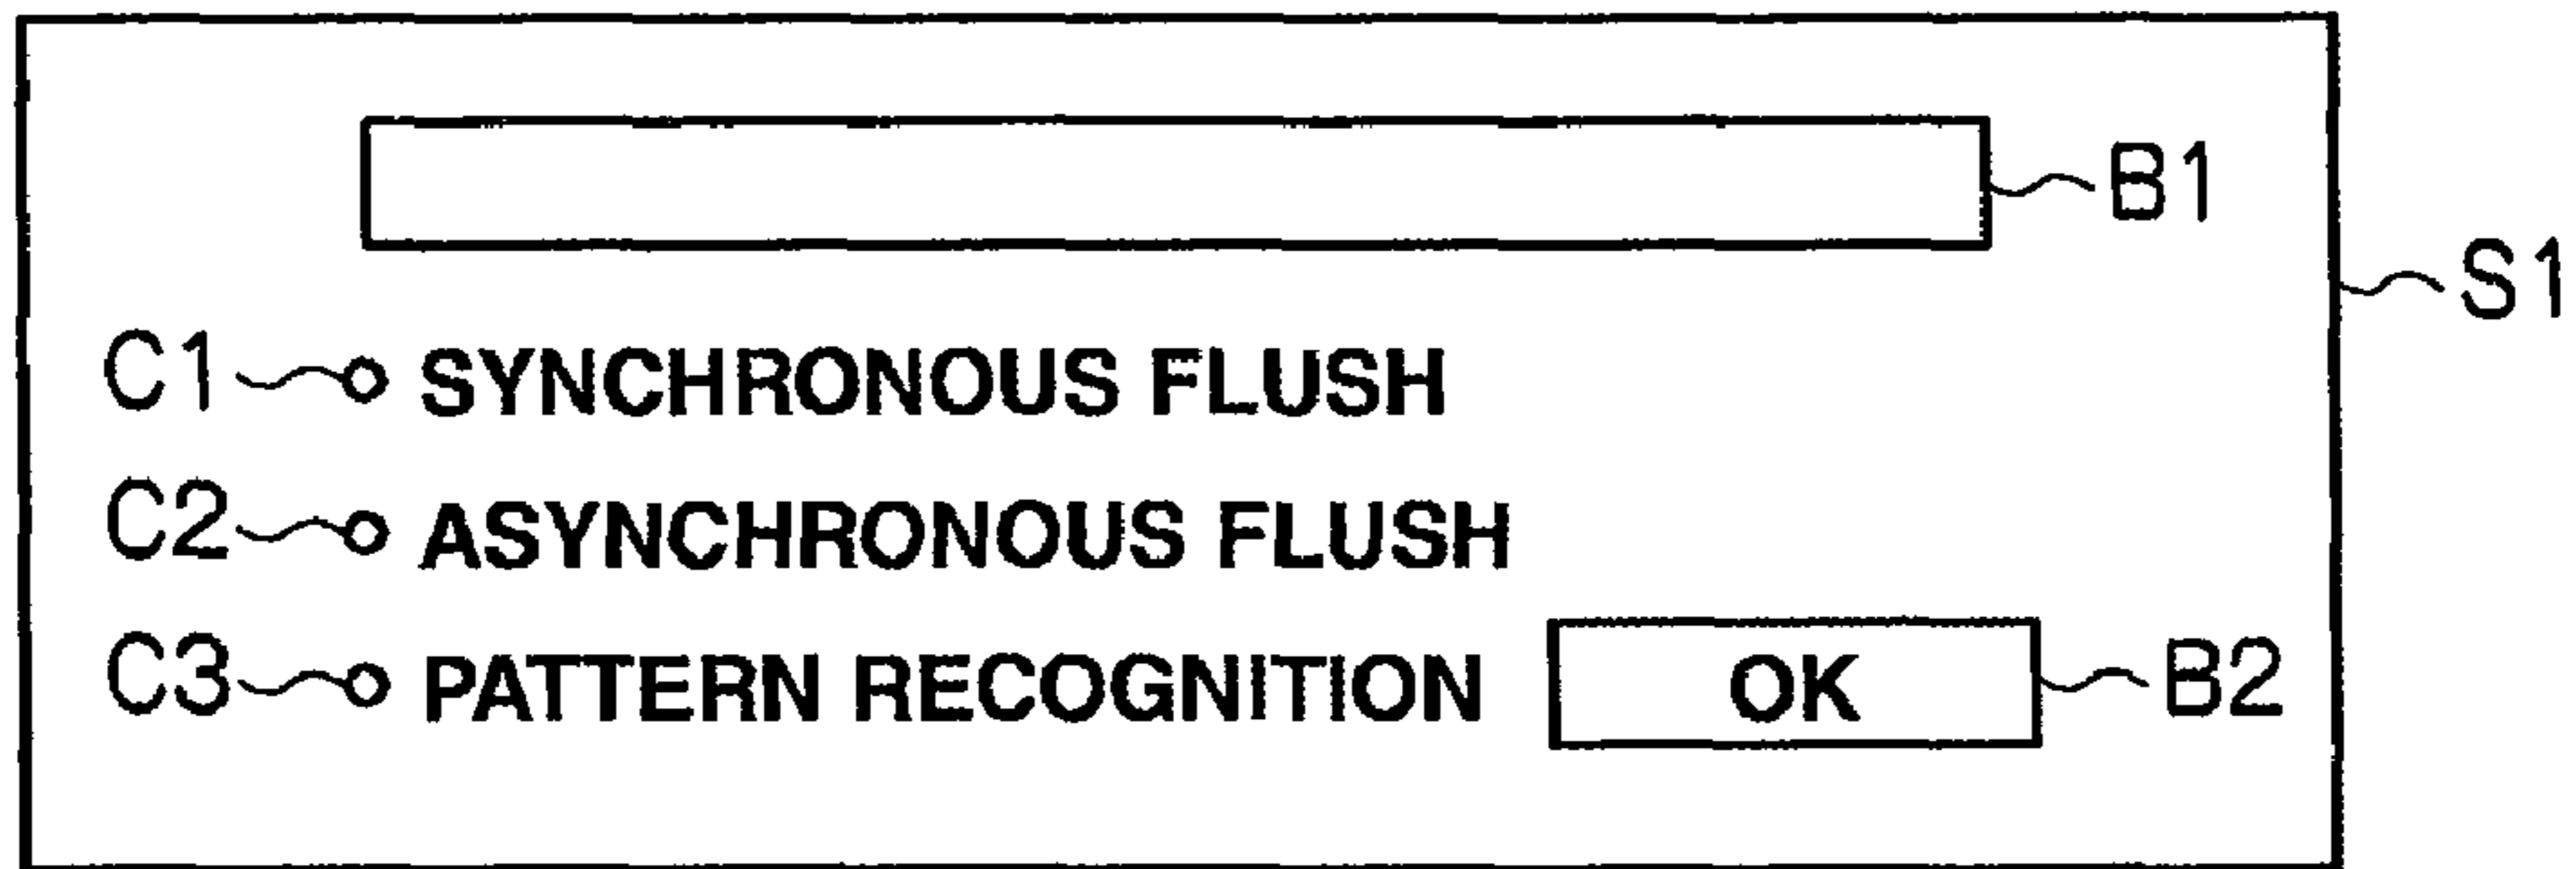 B1
S1
C1 SYNCHRONOUS FLUSH
C2 ASYNCHRONOUS FLUSH
C3 PATTERN RECOGNITION OK B2